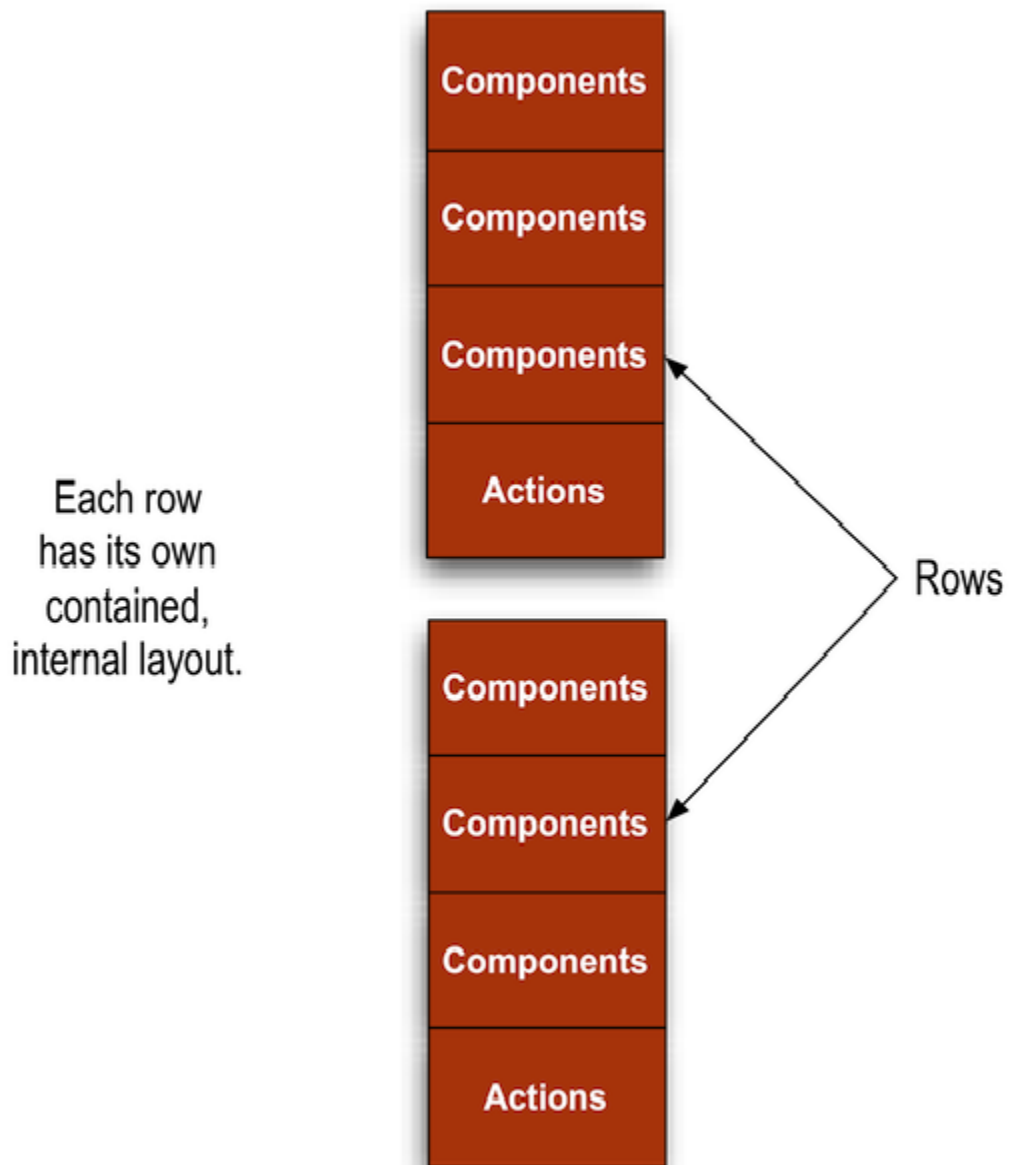 Components
Components
Components
Actions
Each row
has its own
contained,
internal layout.
Rows
Components
Components
Components
Actions